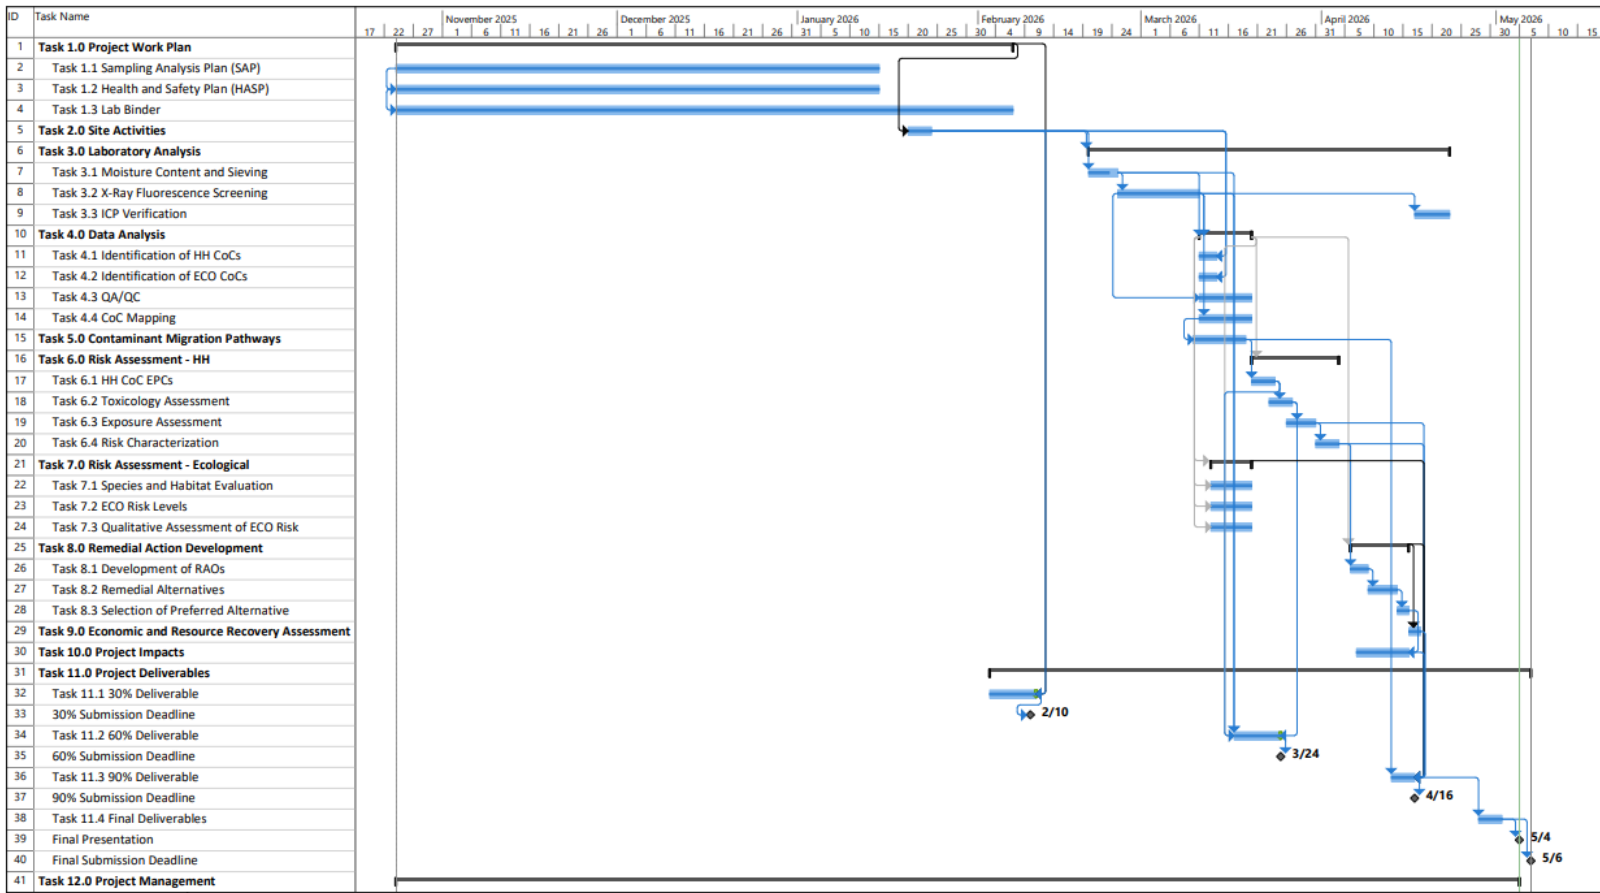 ID Task Name
November 2025 December 2025 January 2026 February 2026 March 2026 April 2026 May 2026
17 22 27 1 6 11 16 21 26 1 6 11 16 21 26 31 5 10 15 20 25 30 4 9 14 19 24 1 6 11 16 21 26 31 5 10 15 20 25 30 5 10 15
1 Task 1.0 Project Work Plan
2 Task 1.1 Sampling Analysis Plan (SAP)
3 Task 1.2 Health and Safety Plan (HASP)
4 Task 1.3 Lab Binder
5 Task 2.0 Site Activities
6 Task 3.0 Laboratory Analysis
7 Task 3.1 Moisture Content and Sieving
8 Task 3.2 X-Ray Fluorescence Screening
9 Task 3.3 ICP Verification
10 Task 4.0 Data Analysis
11 Task 4.1 Identification of HH CoCs
12 Task 4.2 Identification of ECO CoCs
13 Task 4.3 QA/QC
14 Task 4.4 CoC Mapping
15 Task 5.0 Contaminant Migration Pathways
16 Task 6.0 Risk Assessment - HH
17 Task 6.1 HH CoC EPCs
18 Task 6.2 Toxicology Assessment
19 Task 6.3 Exposure Assessment
20 Task 6.4 Risk Characterization
21 Task 7.0 Risk Assessment - Ecological
22 Task 7.1 Species and Habitat Evaluation
23 Task 7.2 ECO Risk Levels
24 Task 7.3 Qualitative Assessment of ECO Risk
25 Task 8.0 Remedial Action Development
26 Task 8.1 Development of RAOs
27 Task 8.2 Remedial Alternatives
28 Task 8.3 Selection of Preferred Alternative
29 Task 9.0 Economic and Resource Recovery Assessment
30 Task 10.0 Project Impacts
31 Task 11.0 Project Deliverables
32 Task 11.1 30% Deliverable
33 30% Submission Deadline 2/10
34 Task 11.2 60% Deliverable
35 60% Submission Deadline 3/24
36 Task 11.3 90% Deliverable
37 90% Submission Deadline 4/16
38 Task 11.4 Final Deliverables
39 Final Presentation 5/4
40 Final Submission Deadline 5/6
41 Task 12.0 Project Management